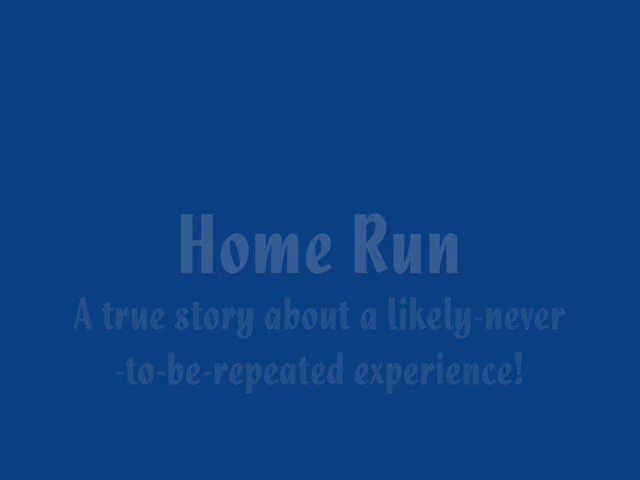 Home Run
A true story about a likely-never
-to-be-repeated experience!